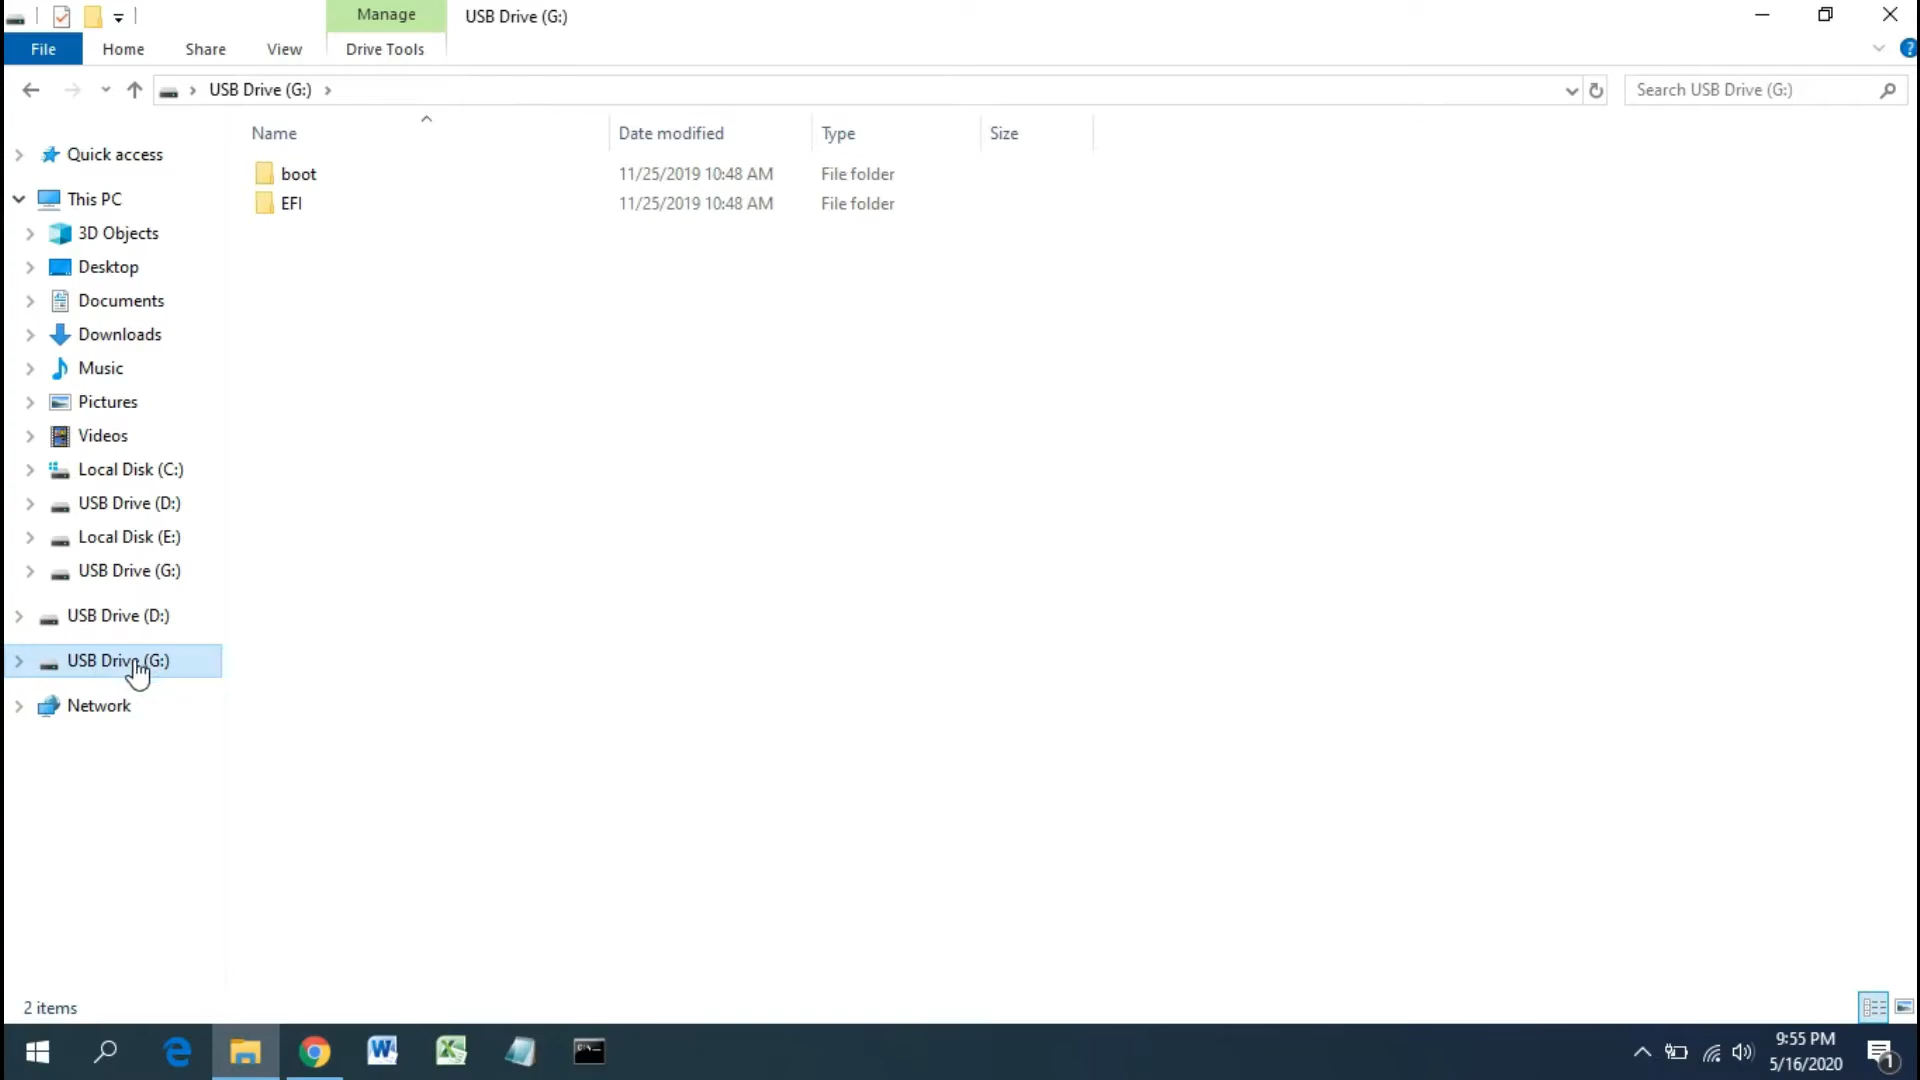 Manage
USB Drive (G:)
File
Home
Share
View
Drive Tools
?
USB Drive (G:)
Search USB Drive (G:)
Name
Date modified
Type
Size
boot
11/25/2019 10:48 AM
File folder
EFI
11/25/2019 10:48 AM
File folder
Quick access
This PC
3D Objects
Desktop
Documents
Downloads
Music
Pictures
Videos
Local Disk (C:)
USB Drive (D:)
Local Disk (E:)
USB Drive (G:)
USB Drive (D:)
USB Drive (G:)
Network
2 items
9:55 PM
5/16/2020
1